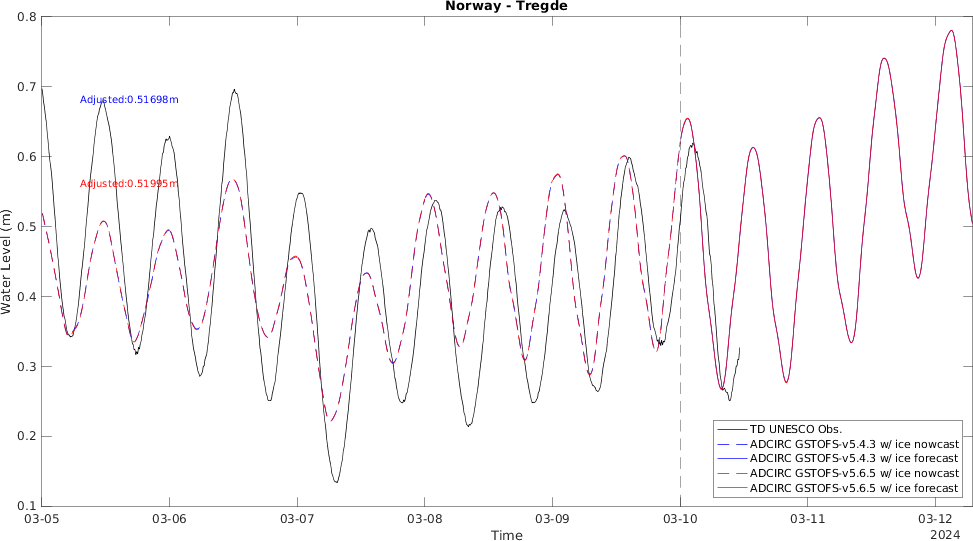 Norway - Tregde
0.8
0.7
0.6
0.5
0.4
0.3
0.2
0.1
Water Level (m)
Adjusted:0.51698m
Adjusted:0.51995m
TD UNESCO Obs.
ADCIRC GSTOFS-v5.4.3 w/ ice nowcast
ADCIRC GSTOFS-v5.4.3 w/ ice forecast
ADCIRC GSTOFS-v5.6.5 w/ ice nowcast
ADCIRC GSTOFS-v5.6.5 w/ ice forecast
03-05 03-06 03-07 03-08 03-09 03-10 03-11 03-12
Time
2024